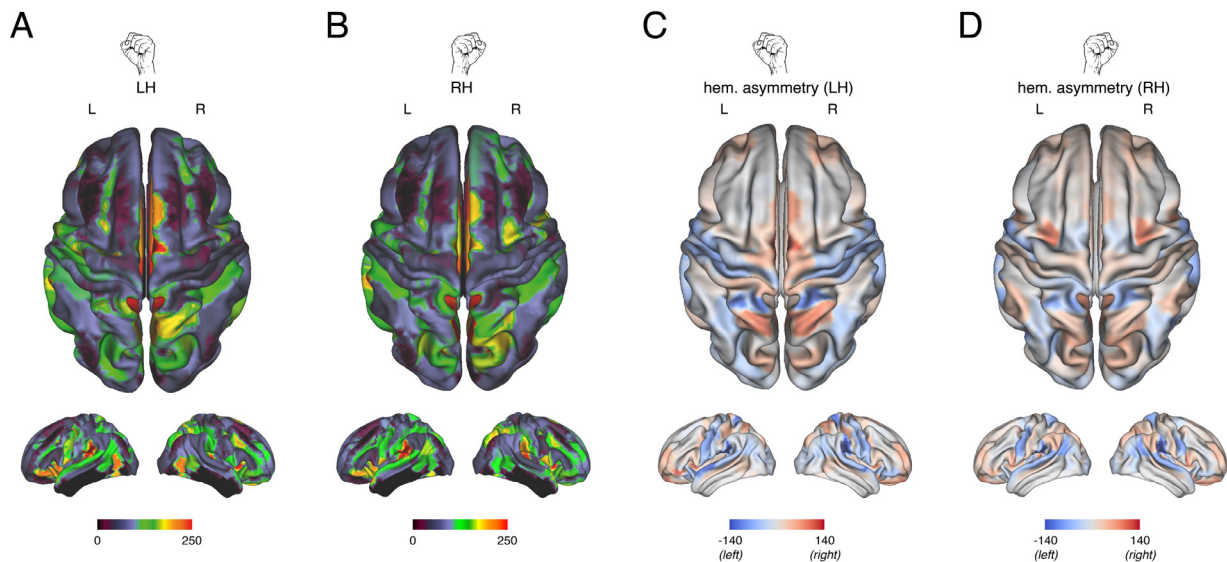 A
B
C
D
LH
RH
hem. asymmetry (LH)
hem. asymmetry (RH)
L R
L R
L R
L R
0 250
0 250
-140 140
(left) (right)
-140 140
(left) (right)